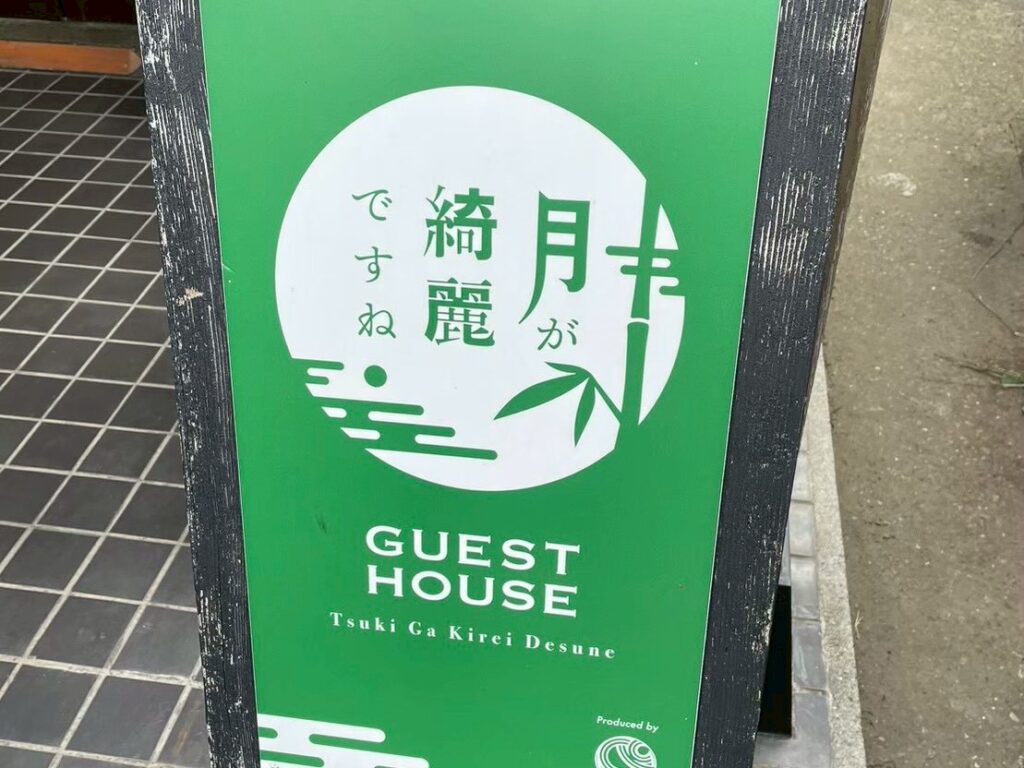 月が
綺麗
ですね
GUEST
HOUSE
Tsuki Ga Kirei Desune
Produced by